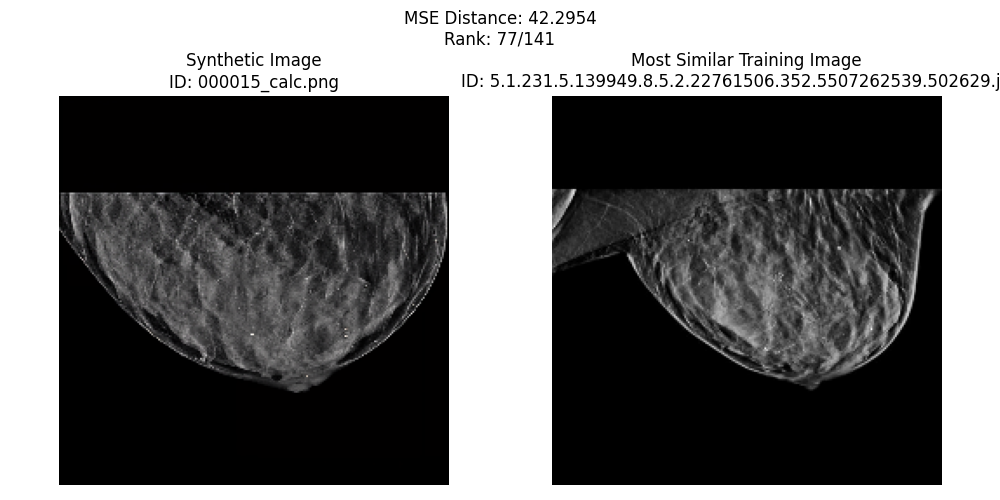 MSE Distance: 42.2954
Rank: 77/141
Synthetic Image
ID: 000015_calc.png
Most Similar Training Image
ID: 5.1.231.5.139949.8.5.2.22761506.352.5507262539.502629.j